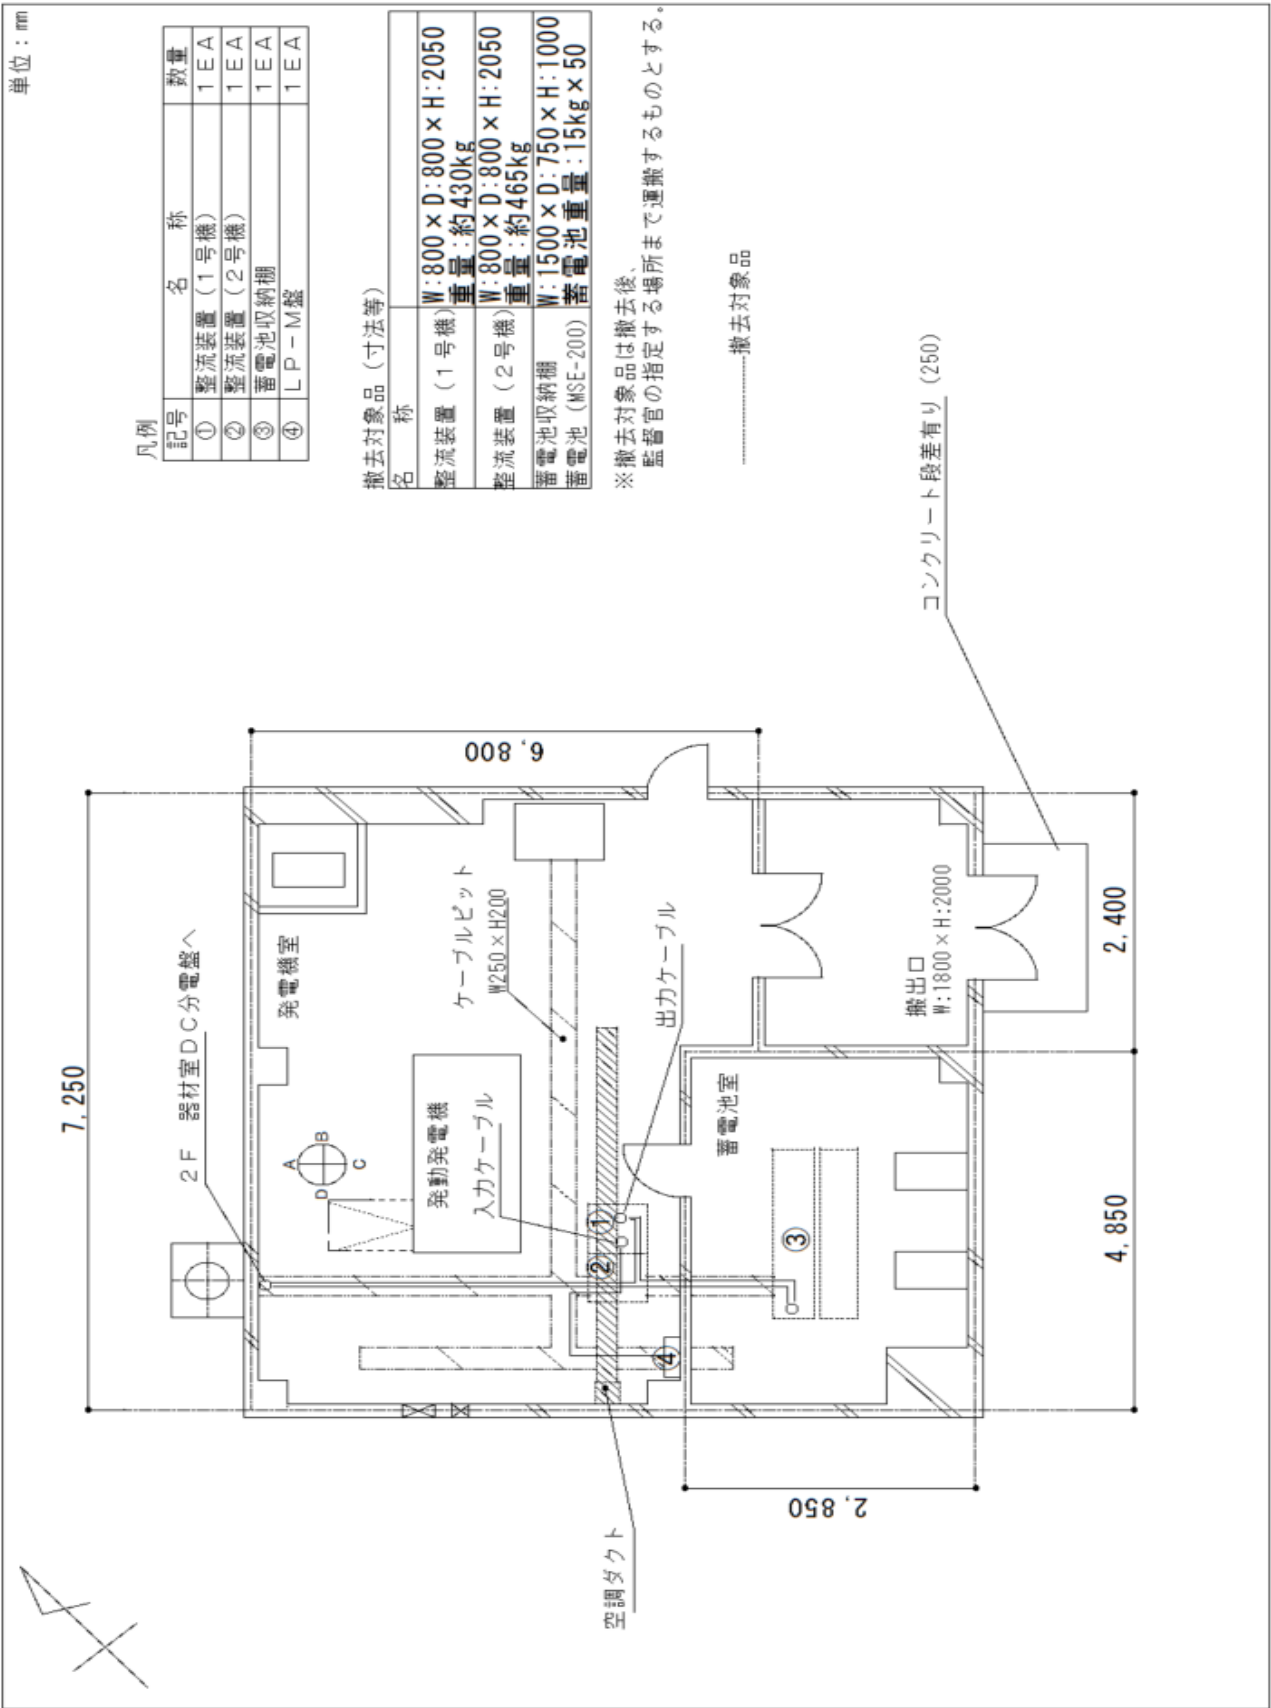 単位：mm
凡例
記号 名 称 数量
① 整流装置（１号機） １ＥＡ
② 整流装置（２号機） １ＥＡ
③ 蓄電池収納棚 １ＥＡ
④ ＬＰ－Ｍ盤 １ＥＡ
撤去対象品（寸法等）
名 称
整流装置（１号機） W:800×D:800×H:2050
重量:約430kg
整流装置（２号機） W:800×D:800×H:2050
重量:約465kg
蓄電池収納棚 W:1500×D:750×H:1000
蓄電池（MSE-200） 蓄電池重量:15kg×50
※撤去対象品は撤去後、
監督官の指定する場所まで運搬するものとする。
撤去対象品
7,250
２Ｆ 器材室ＤＣ分電盤へ
発電機室
A
B
C
D
発動発電機
入力ケーブル
ケーブルピット
W250×H200
6,800
出力ケーブル
①
②
③
④
蓄電池室
搬出口
W:1800×H:2000
コンクリート段差有り（250）
空調ダクト
2,850
4,850
2,400